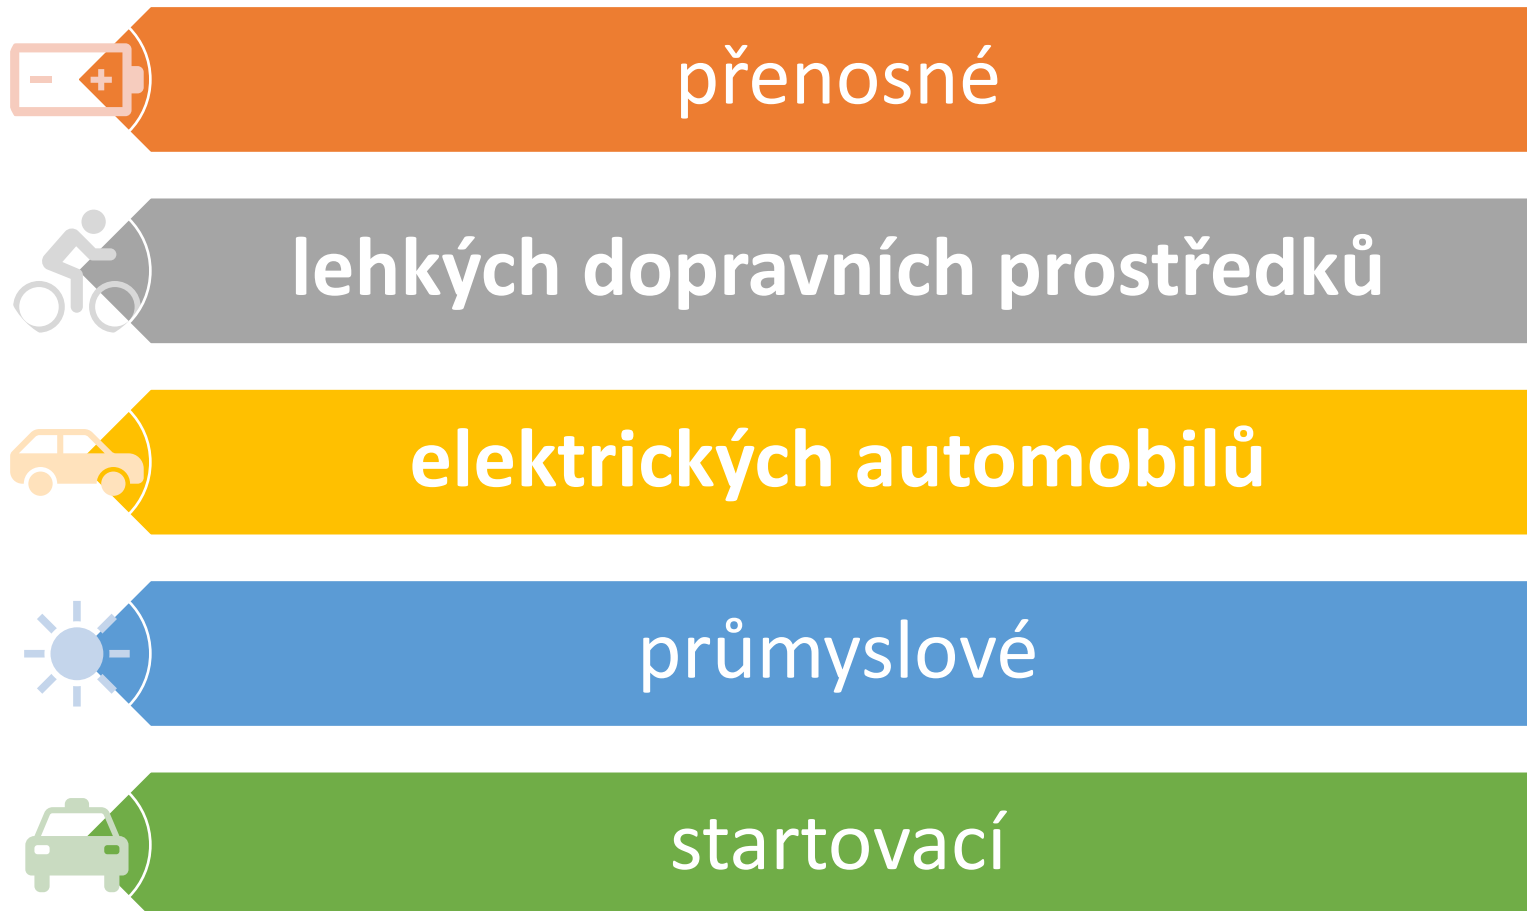 přenosné
lehkých dopravních prostředků
elektrických automobilů
průmyslové
startovací